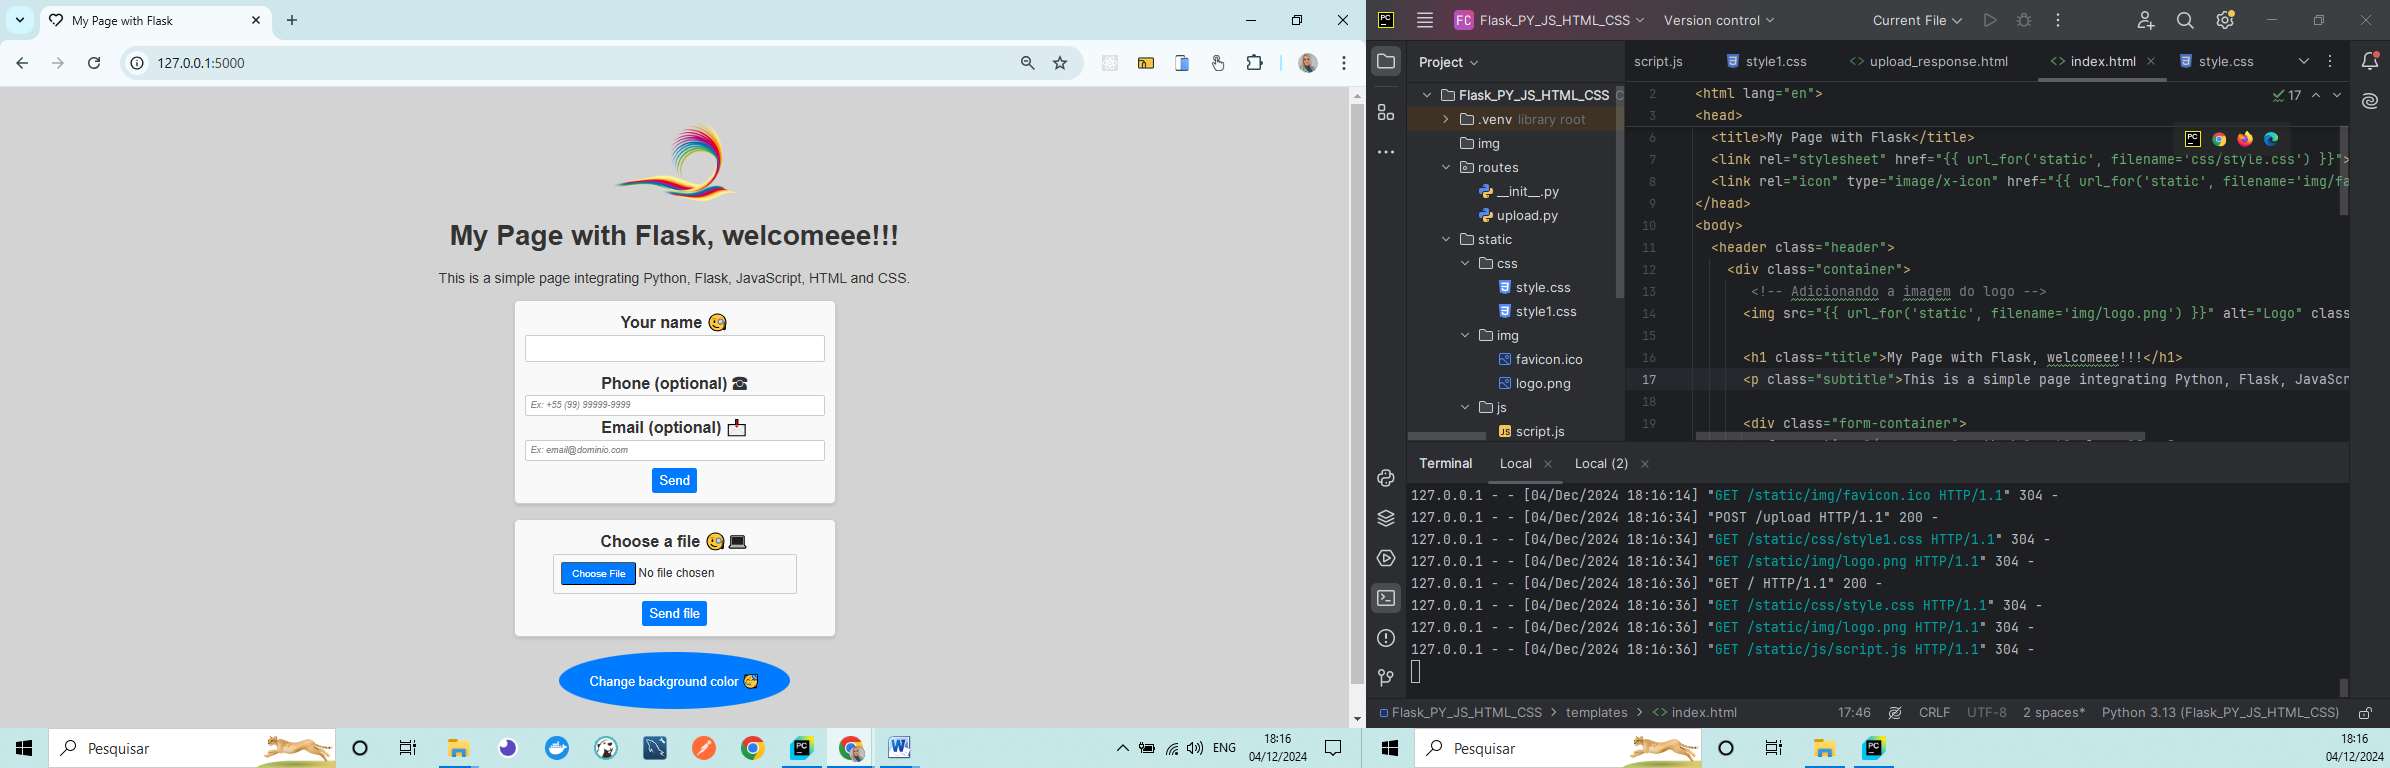 My Page with Flask
127.0.0.1:5000
My Page with Flask, welcomeee!!!
This is a simple page integrating Python, Flask, JavaScript, HTML and CSS.
Your name
Phone (optional)
Ex: +55 (99) 99999-9999
Email (optional)
Ex: email@dominio.com
Send
Choose a file
Choose File No file chosen
Send file
Change background color
Pesquisar
ENG
18:16
04/12/2024
PC
FC Flask_PY_JS_HTML_CSS Version control Current File
Project
Flask_PY_JS_HTML_CSS
.venv library root
img
routes
__init__.py
upload.py
static
css
style.css
style1.css
img
favicon.ico
logo.png
js
script.js
script.js style1.css upload_response.html index.html style.css
17
2 <html lang="en">
3 <head>
6 <title>My Page with Flask</title>
7 <link rel="stylesheet" href="{{ url_for('static', filename='css/style.css') }}">
8 <link rel="icon" type="image/x-icon" href="{{ url_for('static', filename='img/fa
9 </head>
10 <body>
11 <header class="header">
12 <div class="container">
13 <!-- Adicionando a imagem do logo -->
14 <img src="{{ url_for('static', filename='img/logo.png') }}" alt="Logo" class
15
16 <h1 class="title">My Page with Flask, welcomeee!!!</h1>
17 <p class="subtitle">This is a simple page integrating Python, Flask, JavaScr
18
19 <div class="form-container">
Terminal Local Local (2)
127.0.0.1 - - [04/Dec/2024 18:16:14] "GET /static/img/favicon.ico HTTP/1.1" 304 -
127.0.0.1 - - [04/Dec/2024 18:16:34] "POST /upload HTTP/1.1" 200 -
127.0.0.1 - - [04/Dec/2024 18:16:34] "GET /static/css/style1.css HTTP/1.1" 304 -
127.0.0.1 - - [04/Dec/2024 18:16:34] "GET /static/img/logo.png HTTP/1.1" 304 -
127.0.0.1 - - [04/Dec/2024 18:16:36] "GET / HTTP/1.1" 200 -
127.0.0.1 - - [04/Dec/2024 18:16:36] "GET /static/css/style.css HTTP/1.1" 304 -
127.0.0.1 - - [04/Dec/2024 18:16:36] "GET /static/img/logo.png HTTP/1.1" 304 -
127.0.0.1 - - [04/Dec/2024 18:16:36] "GET /static/js/script.js HTTP/1.1" 304 -
Flask_PY_JS_HTML_CSS > templates > <> index.html 17:46 CRLF UTF-8 2 spaces* Python 3.13 (Flask_PY_JS_HTML_CSS)
Pesquisar
18:16
04/12/2024